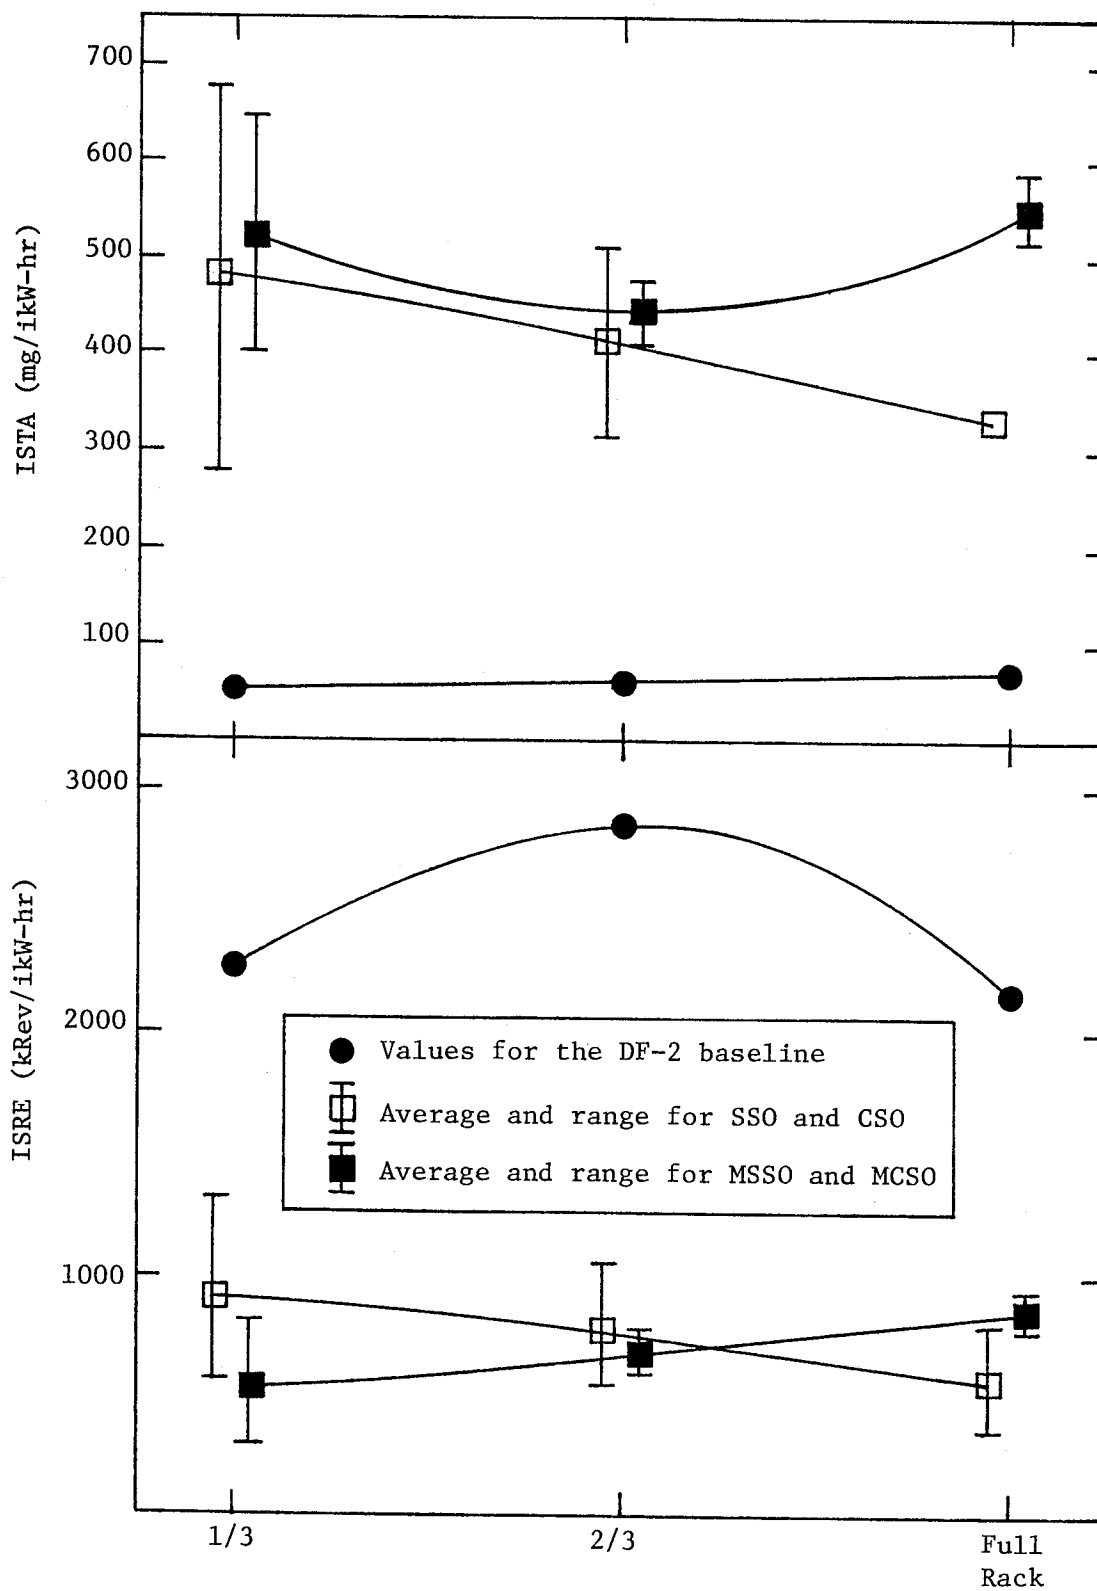 700
600
500
400
300
200
100
ISTA (mg/ikW-hr)
3000
2000
1000
ISRE (kRev/ikW-hr)
Values for the DF-2 baseline
Average and range for SSO and CSO
Average and range for MSSO and MCSO
1/3
2/3
Full
Rack